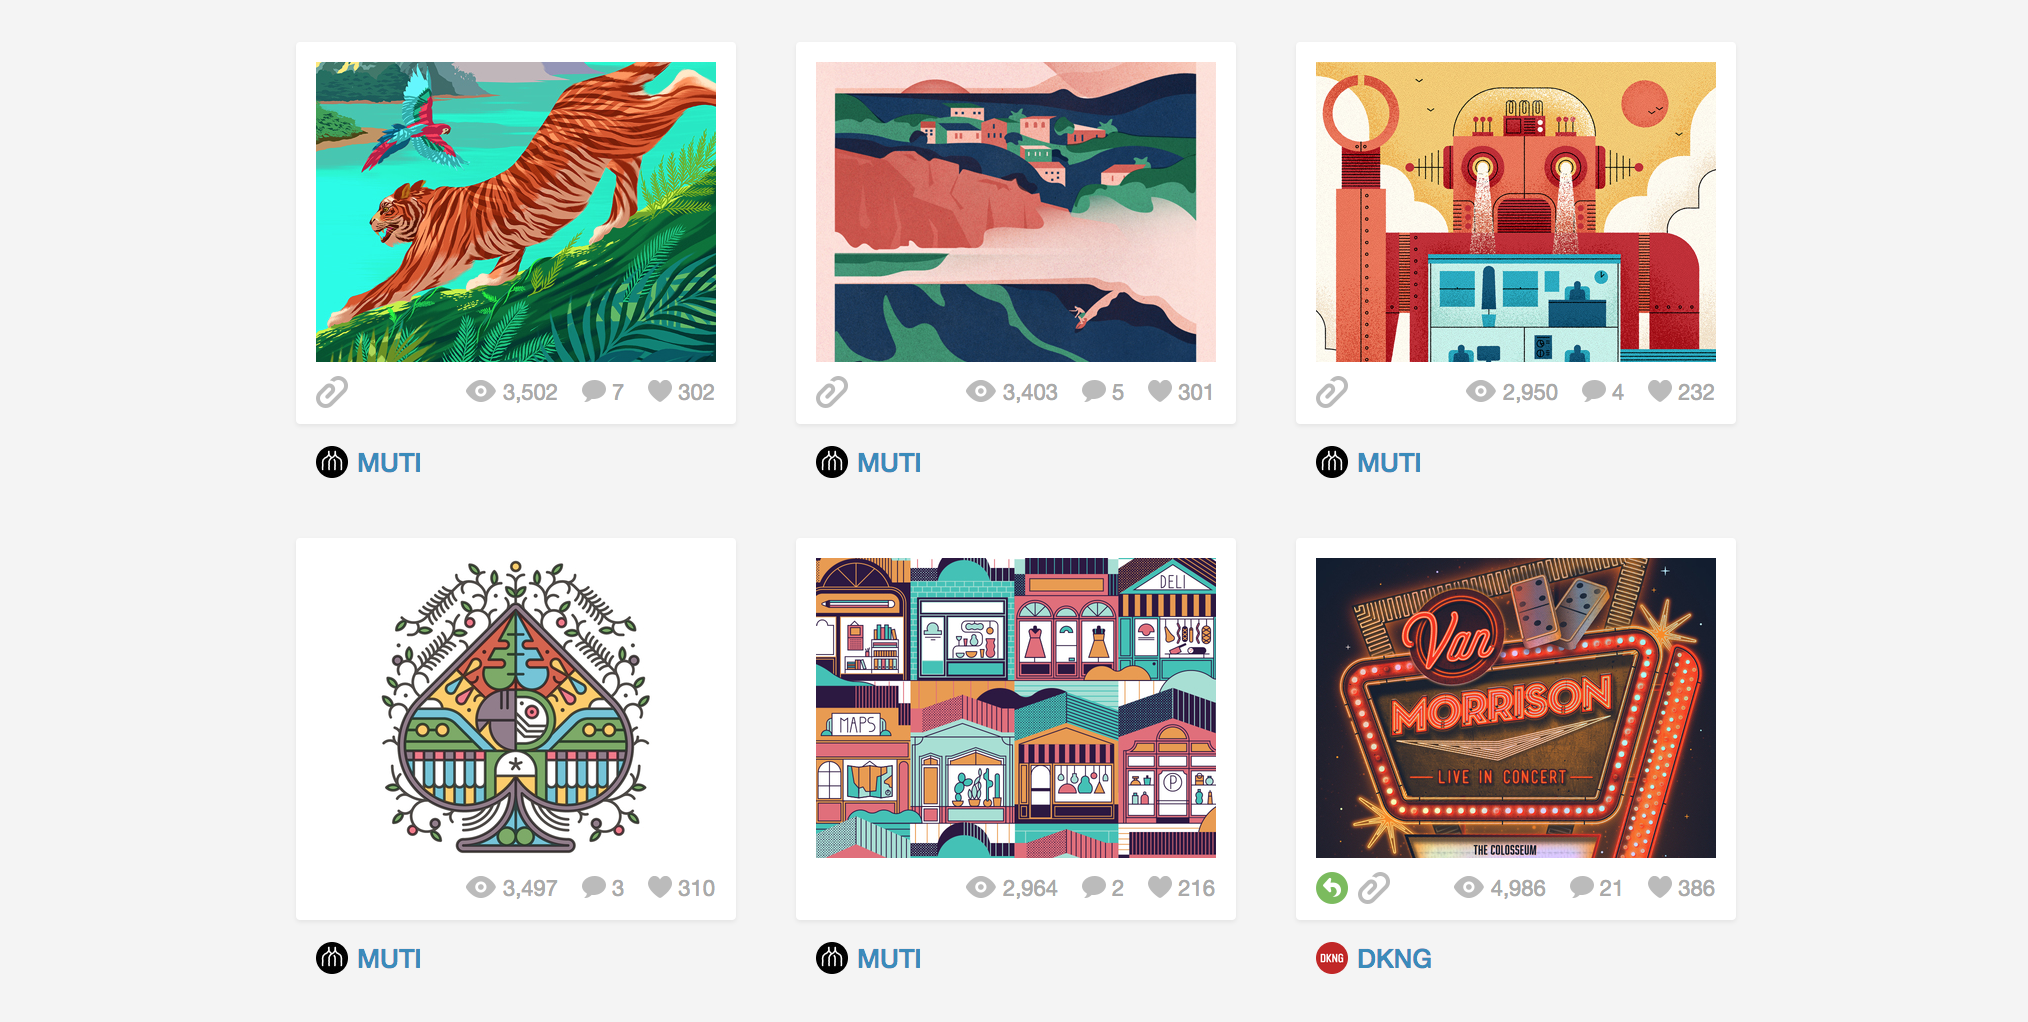 3,502 7 302
3,403 5 301
2,950 4 232
MUTI
MUTI
MUTI
DELI
MAPS
P
Van
MORRISON
LIVE IN CONCERT
THE COLOSSEUM
3,497 3 310
2,964 2 216
4,986 21 386
MUTI
MUTI
DKNG DKNG